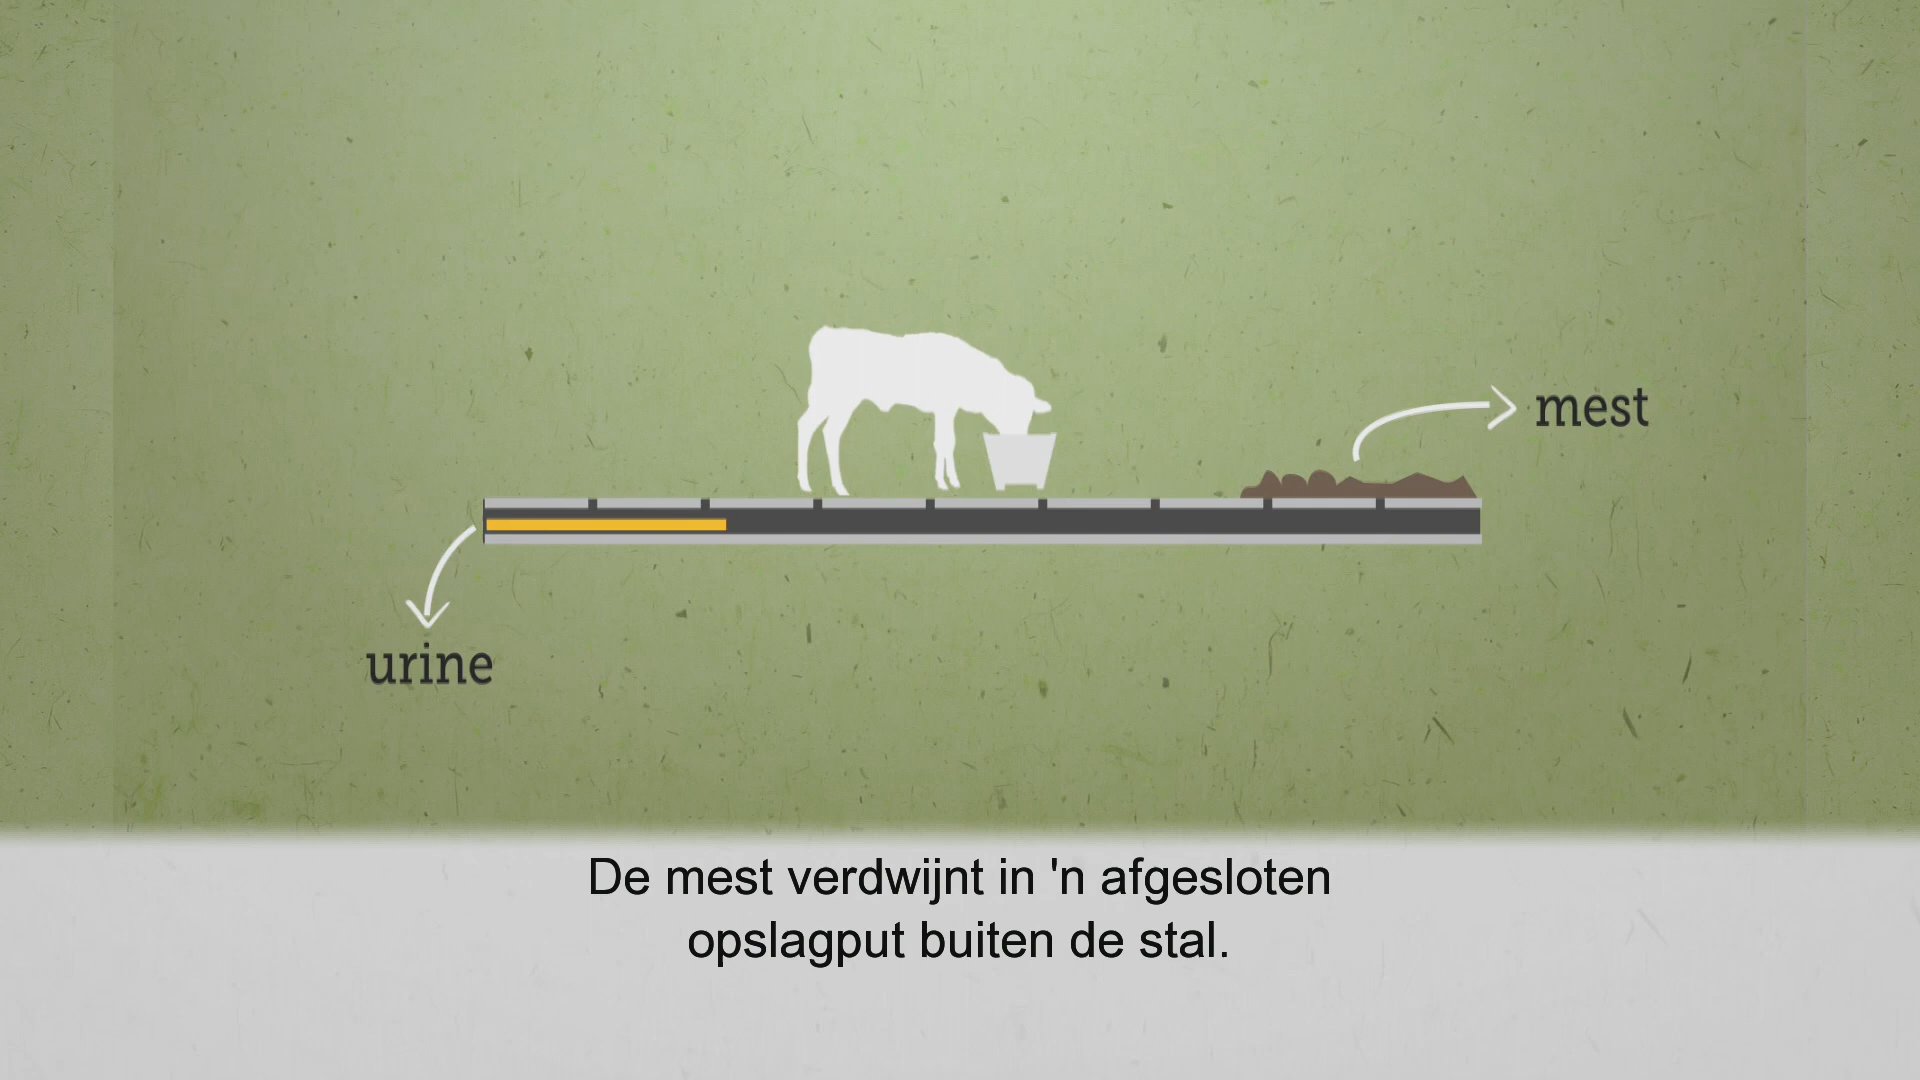 mest
urine
De mest verdwijnt in 'n afgesloten
opslagput buiten de stal.